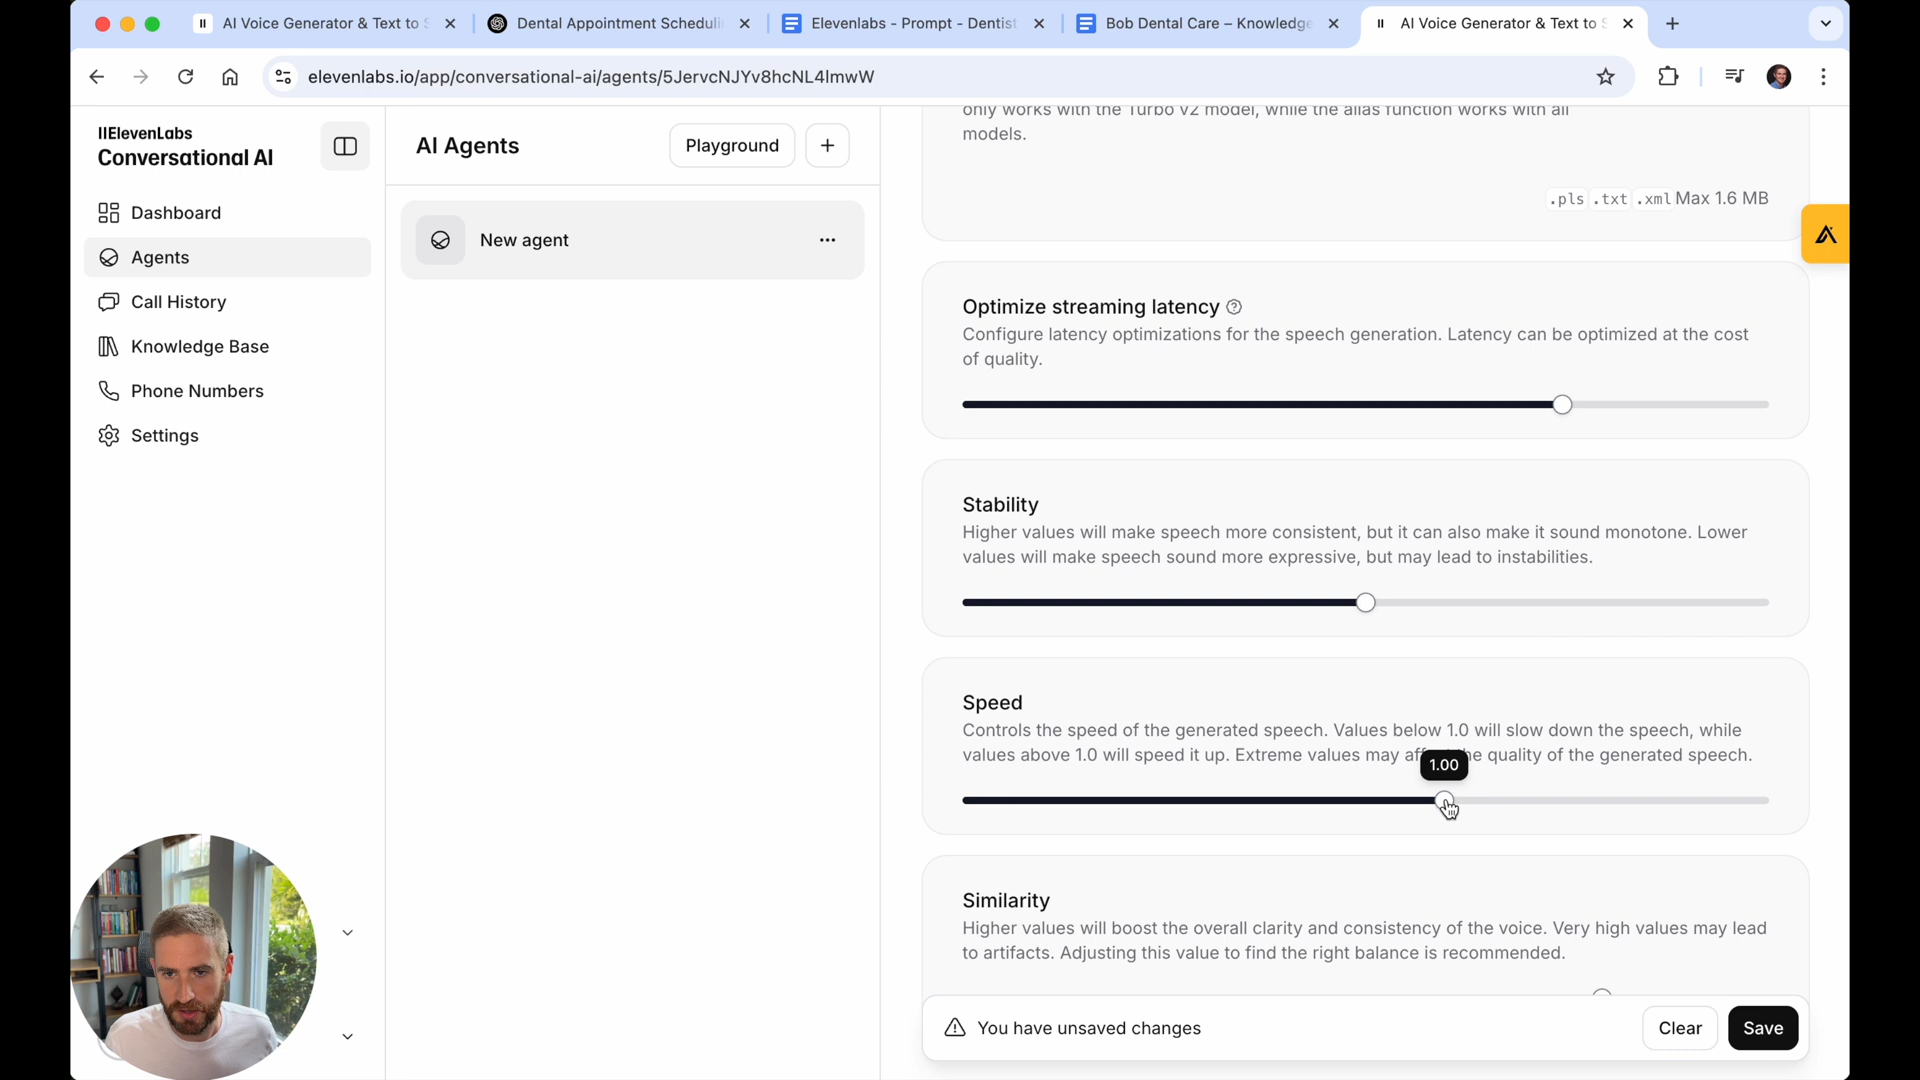 AI Voice Generator & Text to S
Dental Appointment Scheduli
Elevenlabs - Prompt - Dentist
Bob Dental Care – Knowledge
AI Voice Generator & Text to S
elevenlabs.io/app/conversational-ai/agents/5JervcNJYv8hcNL4lmwW
IIElevenLabs
Conversational AI
Dashboard
Agents
Call History
Knowledge Base
Phone Numbers
Settings
AI Agents
Playground
New agent
only works with the Turbo v2 model, while the alias function works with all
models.
.pls .txt .xml Max 1.6 MB
Optimize streaming latency
Configure latency optimizations for the speech generation. Latency can be optimized at the cost
of quality.
Stability
Higher values will make speech more consistent, but it can also make it sound monotone. Lower
values will make speech sound more expressive, but may lead to instabilities.
Speed
Controls the speed of the generated speech. Values below 1.0 will slow down the speech, while
values above 1.0 will speed it up. Extreme values may af he quality of the generated speech.
1.00
Similarity
Higher values will boost the overall clarity and consistency of the voice. Very high values may lead
to artifacts. Adjusting this value to find the right balance is recommended.
You have unsaved changes
Clear
Save